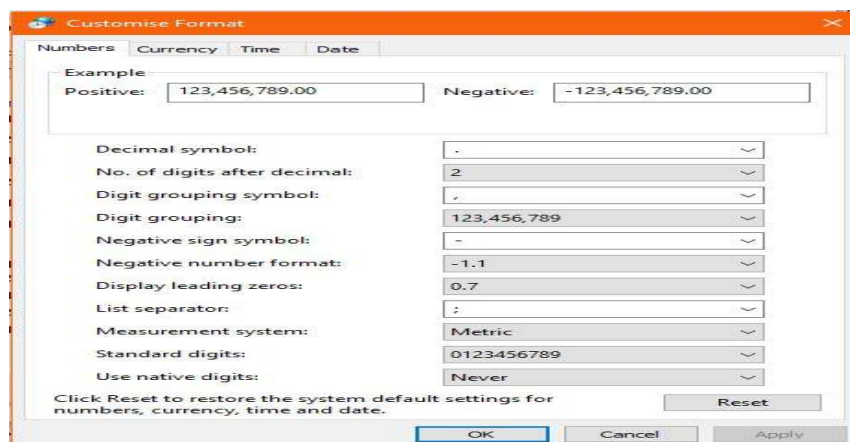 Customise Format
Numbers Currency Time Date
Example
Positive: 123,456,789.00 Negative: -123,456,789.00
Decimal symbol: .
No. of digits after decimal: 2
Digit grouping symbol: ,
Digit grouping: 123,456,789
Negative sign symbol: -
Negative number format: -1.1
Display leading zeros: 0.7
List separator: ;
Measurement system: Metric
Standard digits: 0123456789
Use native digits: Never
Click Reset to restore the system default settings for
numbers, currency, time and date.
Reset
OK Cancel Apply